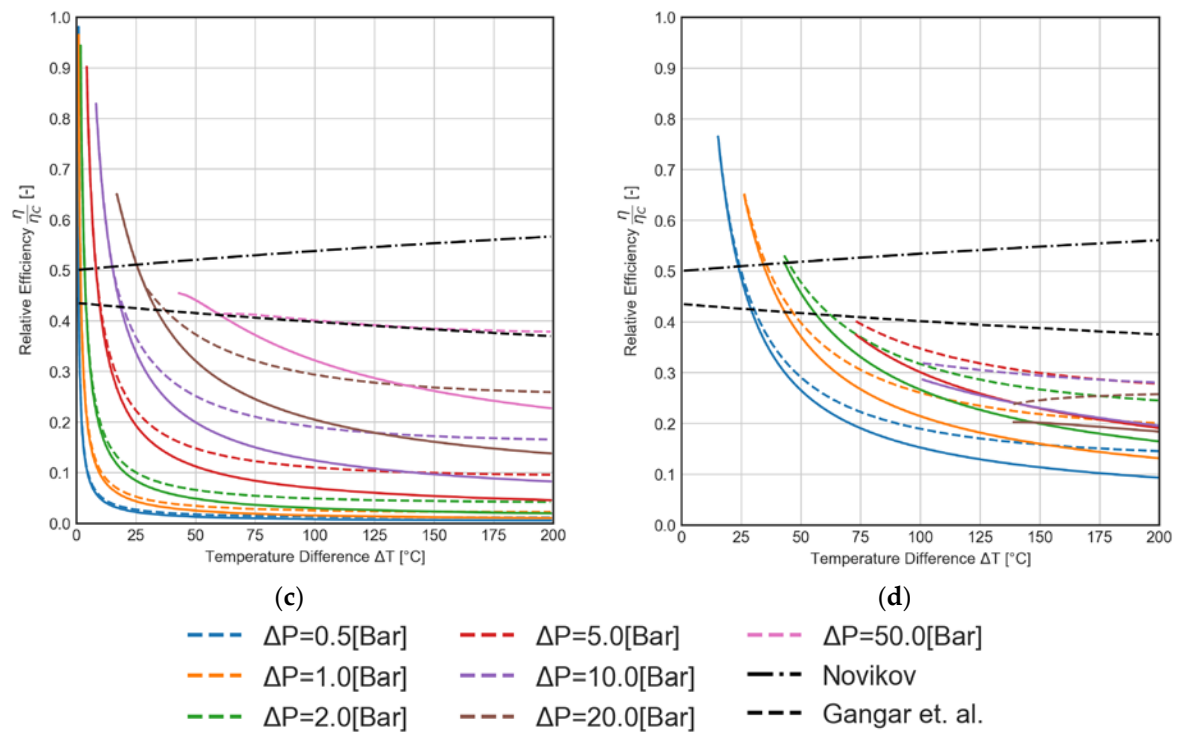 1.0
0.9
0.8
0.7
0.6
0.5
0.4
0.3
0.2
0.1
0.0
Relative Efficiency η/ηC [-]
0 25 50 75 100 125 150 175 200
Temperature Difference ΔT [°C]
(c)
1.0
0.9
0.8
0.7
0.6
0.5
0.4
0.3
0.2
0.1
0.0
Relative Efficiency η/ηC [-]
0 25 50 75 100 125 150 175 200
Temperature Difference ΔT [°C]
(d)
ΔP=0.5[Bar] ΔP=5.0[Bar] ΔP=50.0[Bar]
ΔP=1.0[Bar] ΔP=10.0[Bar] Novikov
ΔP=2.0[Bar] ΔP=20.0[Bar] Gangar et. al.